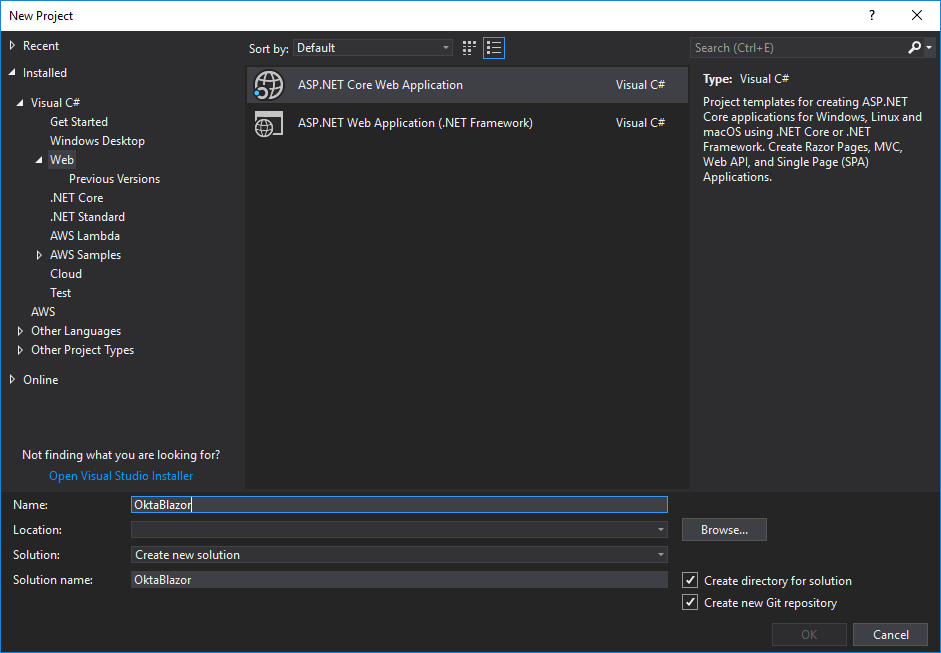 New Project
?
Recent
Installed
Visual C#
Get Started
Windows Desktop
Web
Previous Versions
.NET Core
.NET Standard
AWS Lambda
AWS Samples
Cloud
Test
AWS
Other Languages
Other Project Types
Online
Not finding what you are looking for?
Open Visual Studio Installer
Sort by: Default
ASP.NET Core Web Application Visual C#
ASP.NET Web Application (.NET Framework) Visual C#
Search (Ctrl+E)
Type: Visual C#
Project templates for creating ASP.NET
Core applications for Windows, Linux and
macOS using .NET Core or .NET
Framework. Create Razor Pages, MVC,
Web API, and Single Page (SPA)
Applications.
Name: OktaBlazor
Location:
Browse...
Solution: Create new solution
Solution name: OktaBlazor
Create directory for solution
Create new Git repository
OK Cancel